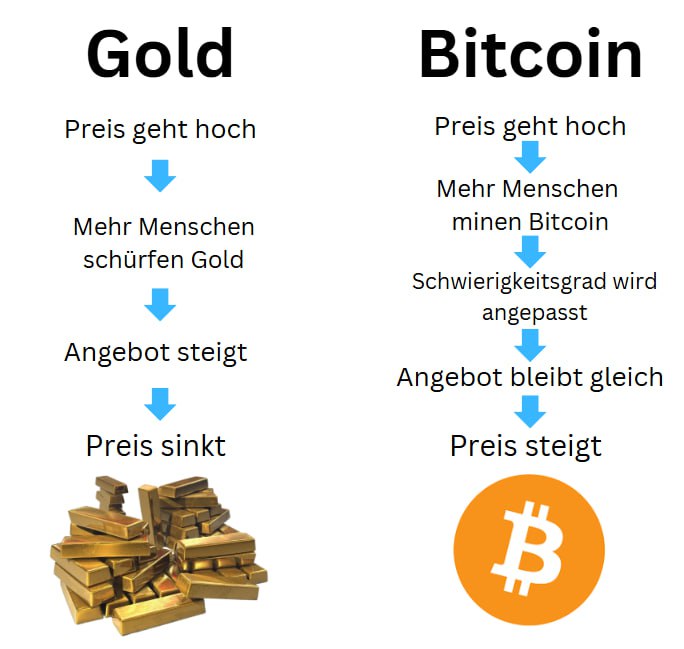 Gold
Preis geht hoch
Mehr Menschen
schürfen Gold
Angebot steigt
Preis sinkt
Bitcoin
Preis geht hoch
Mehr Menschen
minen Bitcoin
Schwierigkeitsgrad wird
angepasst
Angebot bleibt gleich
Preis steigt